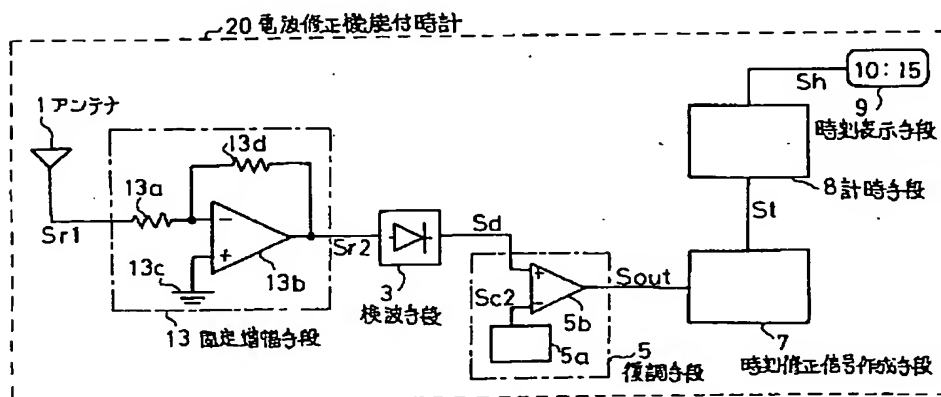 20 電波修正機能付時計
1 アンテナ
Sr1
13a
13d
13b
13c
13 固定増幅手段
Sr2
3
検波手段
Sd
Sc2
5a
5b
5
復調手段
Sout
7
時刻修正信号作成手段
St
8 計時手段
Sh
10:15
9
時刻表示手段